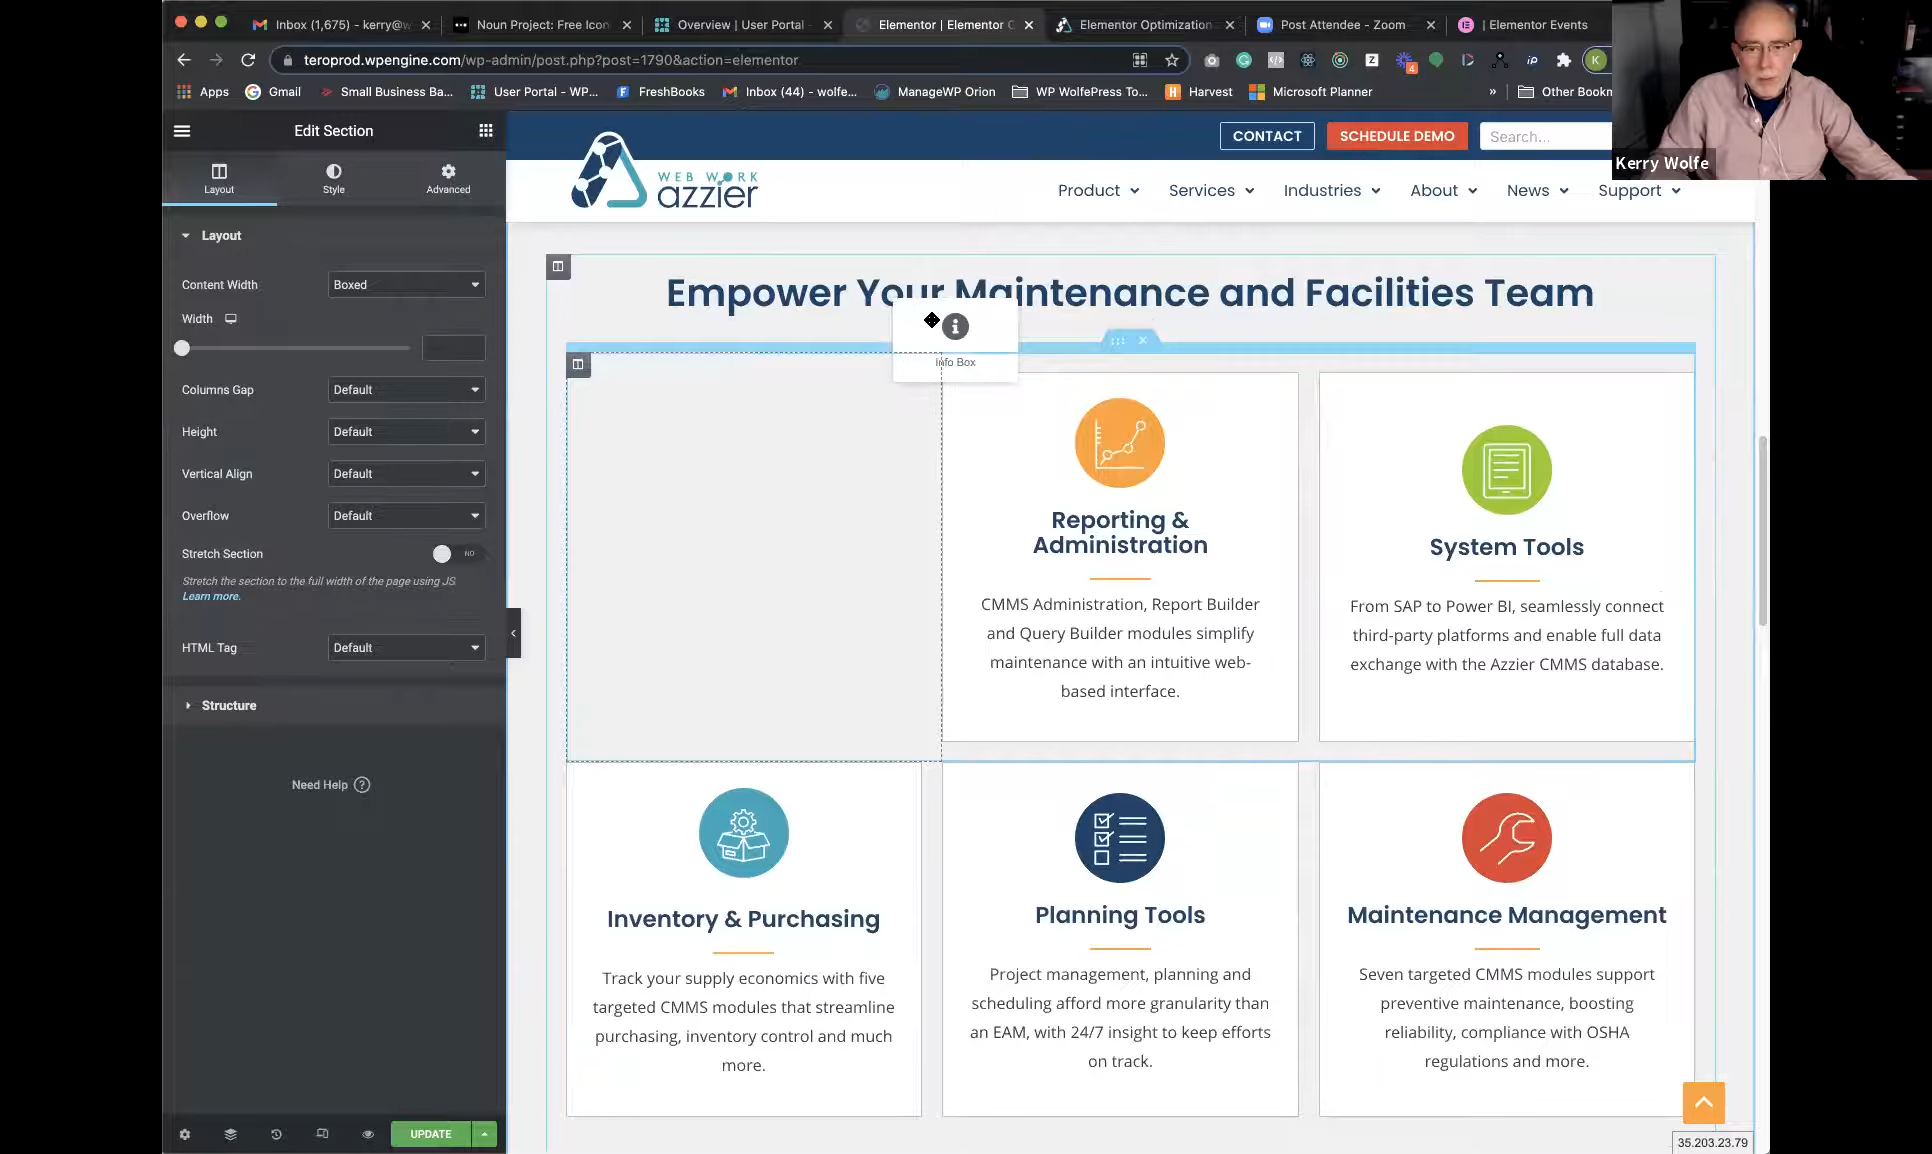 Inbox (1,675) – kerry@w
Noun Project: Free Icon
Overview | User Portal
Elementor | Elementor C
Elementor Optimization
Post Attendee - Zoom
| Elementor Events
teroprod.wpengine.com/wp-admin/post.php?post=1790&action=elementor
K
4
Apps
Gmail
Small Business Ba...
User Portal - WP...
FreshBooks
Inbox (44) - wolfe...
ManageWP Orion
WP WolfePress To...
Harvest
Microsoft Planner
»
Other Bookm
Kerry Wolfe
Edit Section
Layout
Style
Advanced
Layout
Content Width
Boxed
Width
Columns Gap
Default
Height
Default
Vertical Align
Default
Overflow
Default
Stretch Section
NO
Stretch the section to the full width of the page using JS.
Learn more.
HTML Tag
Default
Structure
Need Help
UPDATE
CONTACT
SCHEDULE DEMO
Search...
WEB WORK
azzier
Product
Services
Industries
About
News
Support
Empower Your Maintenance and Facilities Team
Info Box
Reporting &
Administration
CMMS Administration, Report Builder
and Query Builder modules simplify
maintenance with an intuitive web-
based interface.
System Tools
From SAP to Power BI, seamlessly connect
third-party platforms and enable full data
exchange with the Azzier CMMS database.
Inventory & Purchasing
Track your supply economics with five
targeted CMMS modules that streamline
purchasing, inventory control and much
more.
Planning Tools
Project management, planning and
scheduling afford more granularity than
an EAM, with 24/7 insight to keep efforts
on track.
Maintenance Management
Seven targeted CMMS modules support
preventive maintenance, boosting
reliability, compliance with OSHA
regulations and more.
35.203.23.79